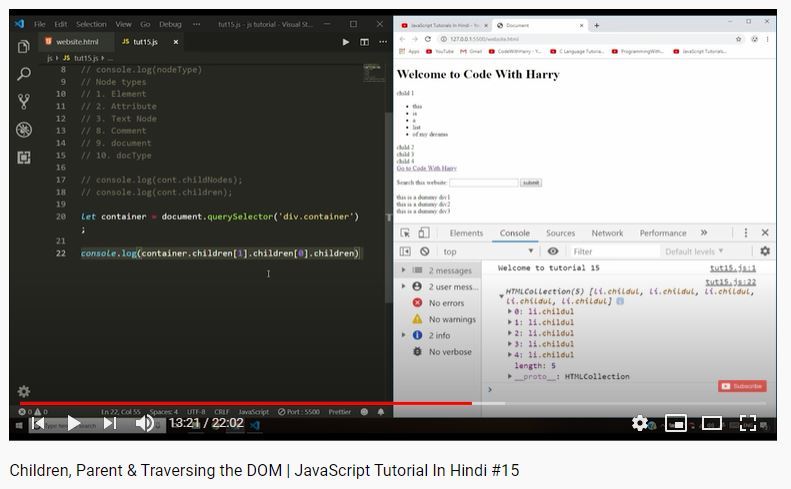 File Edit Selection View Go Debug ... tut15.js - js tutorial - Visual St...
website.html
JS tut15.js ×
js > JS tut15.js > ...
8 // console.log(nodeType)
9 // Node types
10 // 1. Element
11 // 2. Attribute
12 // 3. Text Node
13 // 8. Comment
14 // 9. document
15 // 10. docType
16
17 // console.log(cont.childNodes);
18 // console.log(cont.children);
19
20 let container = document.querySelector('div.container')
;
21
22 console.log(container.children[1].children[0].children)
Ln 22, Col 55 Spaces: 4 UTF-8 CRLF JavaScript Port : 5500 Prettier
JavaScript Tutorials In Hindi
Document
127.0.0.1:5500/website.html
Apps YouTube Gmail CodeWithHarry - Y... C Language Tutoria... ProgrammingWith... JavaScript Tutorials...
Welcome to Code With Harry
child 1
this
is
a
list
of my dreams
child 2
child 3
child 4
Go to Code With Harry
Search this website: submit
this is a dummy div1
this is a dummy div2
this is a dummy div3
Elements Console Sources Network Performance »
top Filter Default levels
2 messages
2 user mess...
No errors
No warnings
2 info
No verbose
Welcome to tutorial 15 tut15.js:1
tut15.js:22
HTMLCollection(5) [li.childul, li.childul, li.childul,
li.childul, li.childul]
0: li.childul
1: li.childul
2: li.childul
3: li.childul
4: li.childul
length: 5
__proto__: HTMLCollection
Subscribe
13:21 / 22:02
Children, Parent & Traversing the DOM | JavaScript Tutorial In Hindi #15